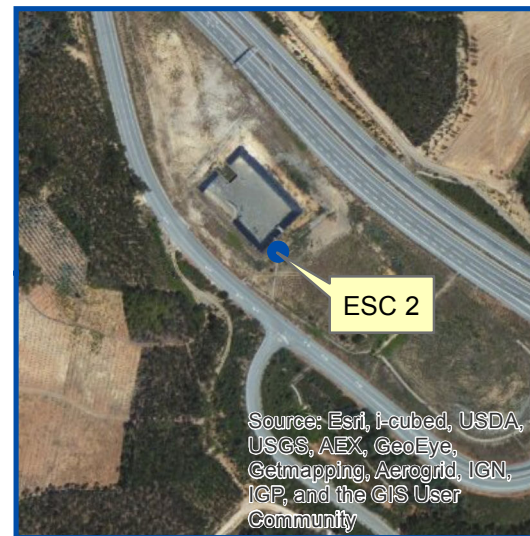 ESC 2
Source: Esri, i-cubed, USDA,
USGS, AEX, GeoEye,
Getmapping, Aerogrid, IGN,
IGP, and the GIS User
Community